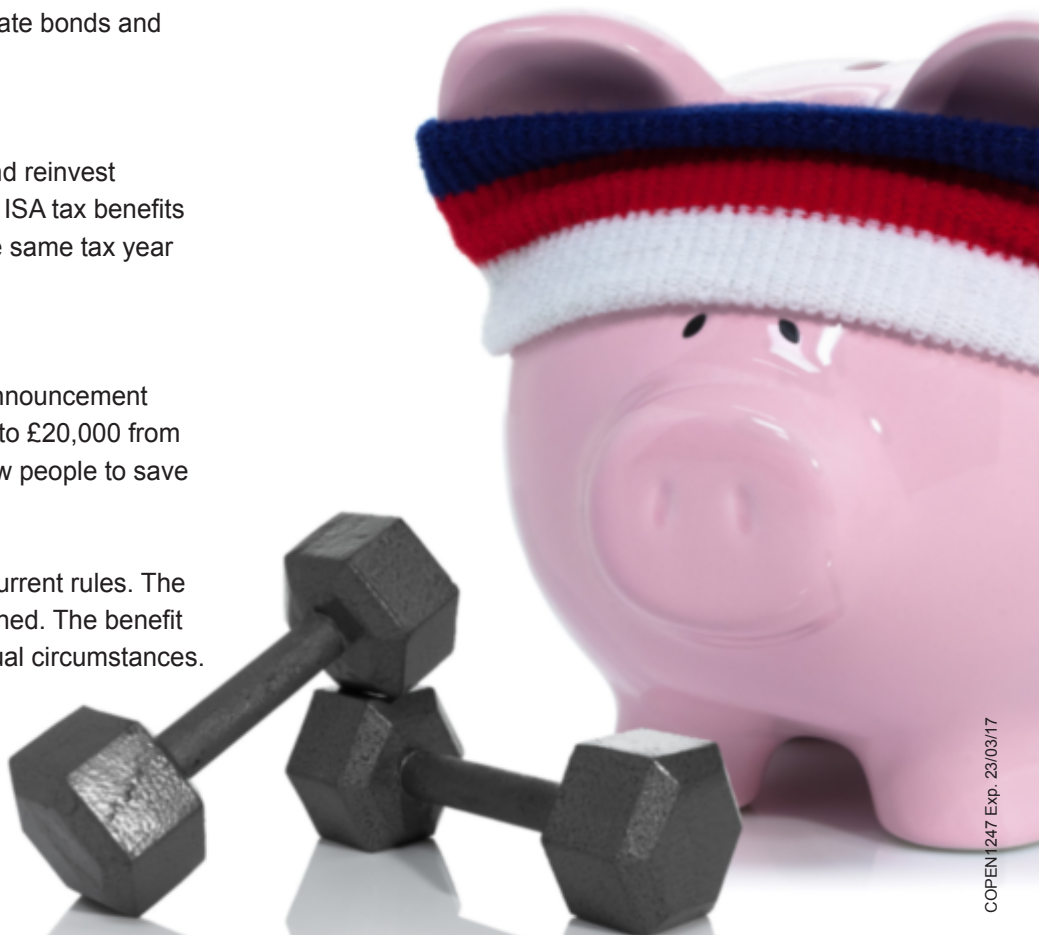 ate bonds and
d reinvest
ISA tax benefits
same tax year
nnouncement
to £20,000 from
w people to save
urrent rules. The
ned. The benefit
ual circumstances.
COPEN1247 Exp. 23/03/17